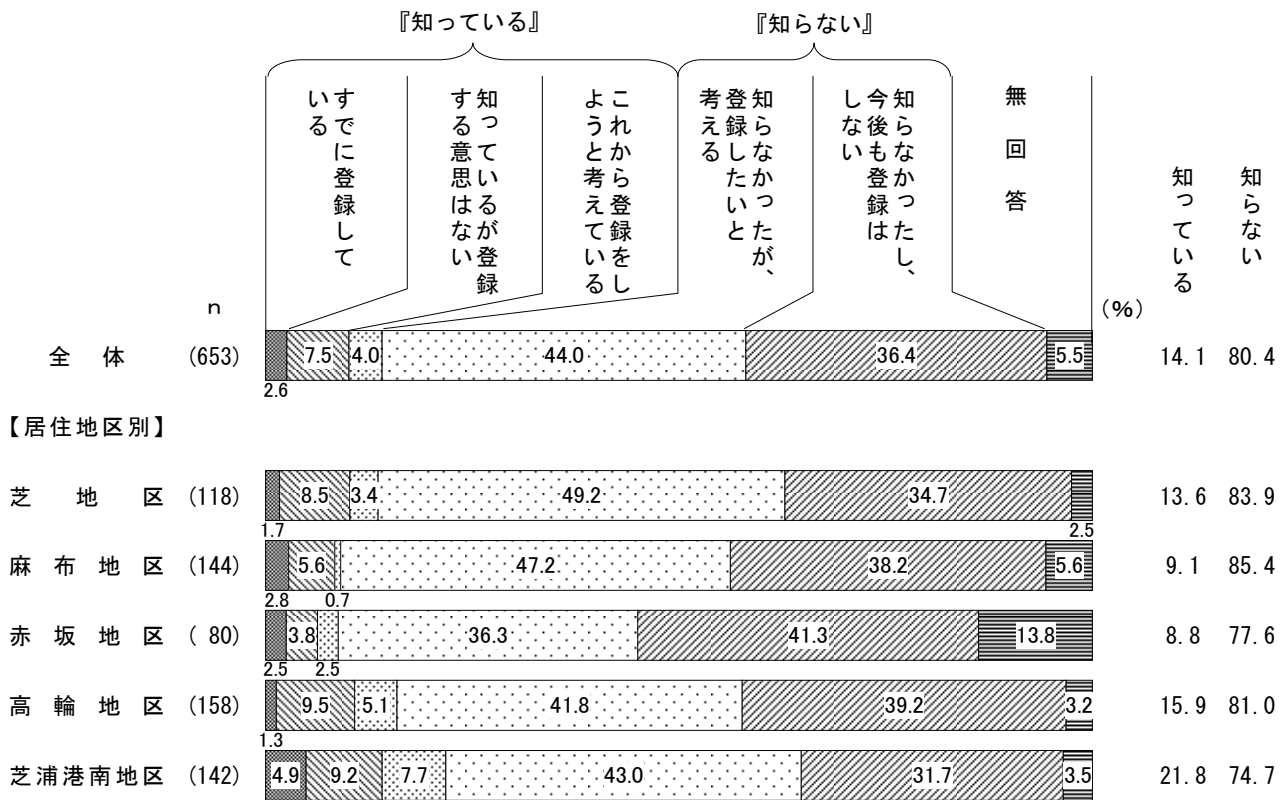 『知っている』 『知らない』
すでに登録して
いる
知っているが登録
する意思はない
これから登録をし
ようと考えている
知らなかったが、
登録したいと
考える
知らなかったし、
今後も登録は
しない
無回答
知っている
知らない
n
(%)
全体 (653) 7.5 4.0 44.0 36.4 5.5 14.1 80.4
2.6
【居住地区別】
芝地区 (118) 8.5 3.4 49.2 34.7 13.6 83.9
1.7 2.5
麻布地区 (144) 5.6 47.2 38.2 5.6 9.1 85.4
2.8 0.7
赤坂地区 ( 80) 3.8 36.3 41.3 13.8 8.8 77.6
2.5 2.5
高輪地区 (158) 9.5 5.1 41.8 39.2 3.2 15.9 81.0
1.3
芝浦港南地区 (142) 4.9 9.2 7.7 43.0 31.7 3.5 21.8 74.7